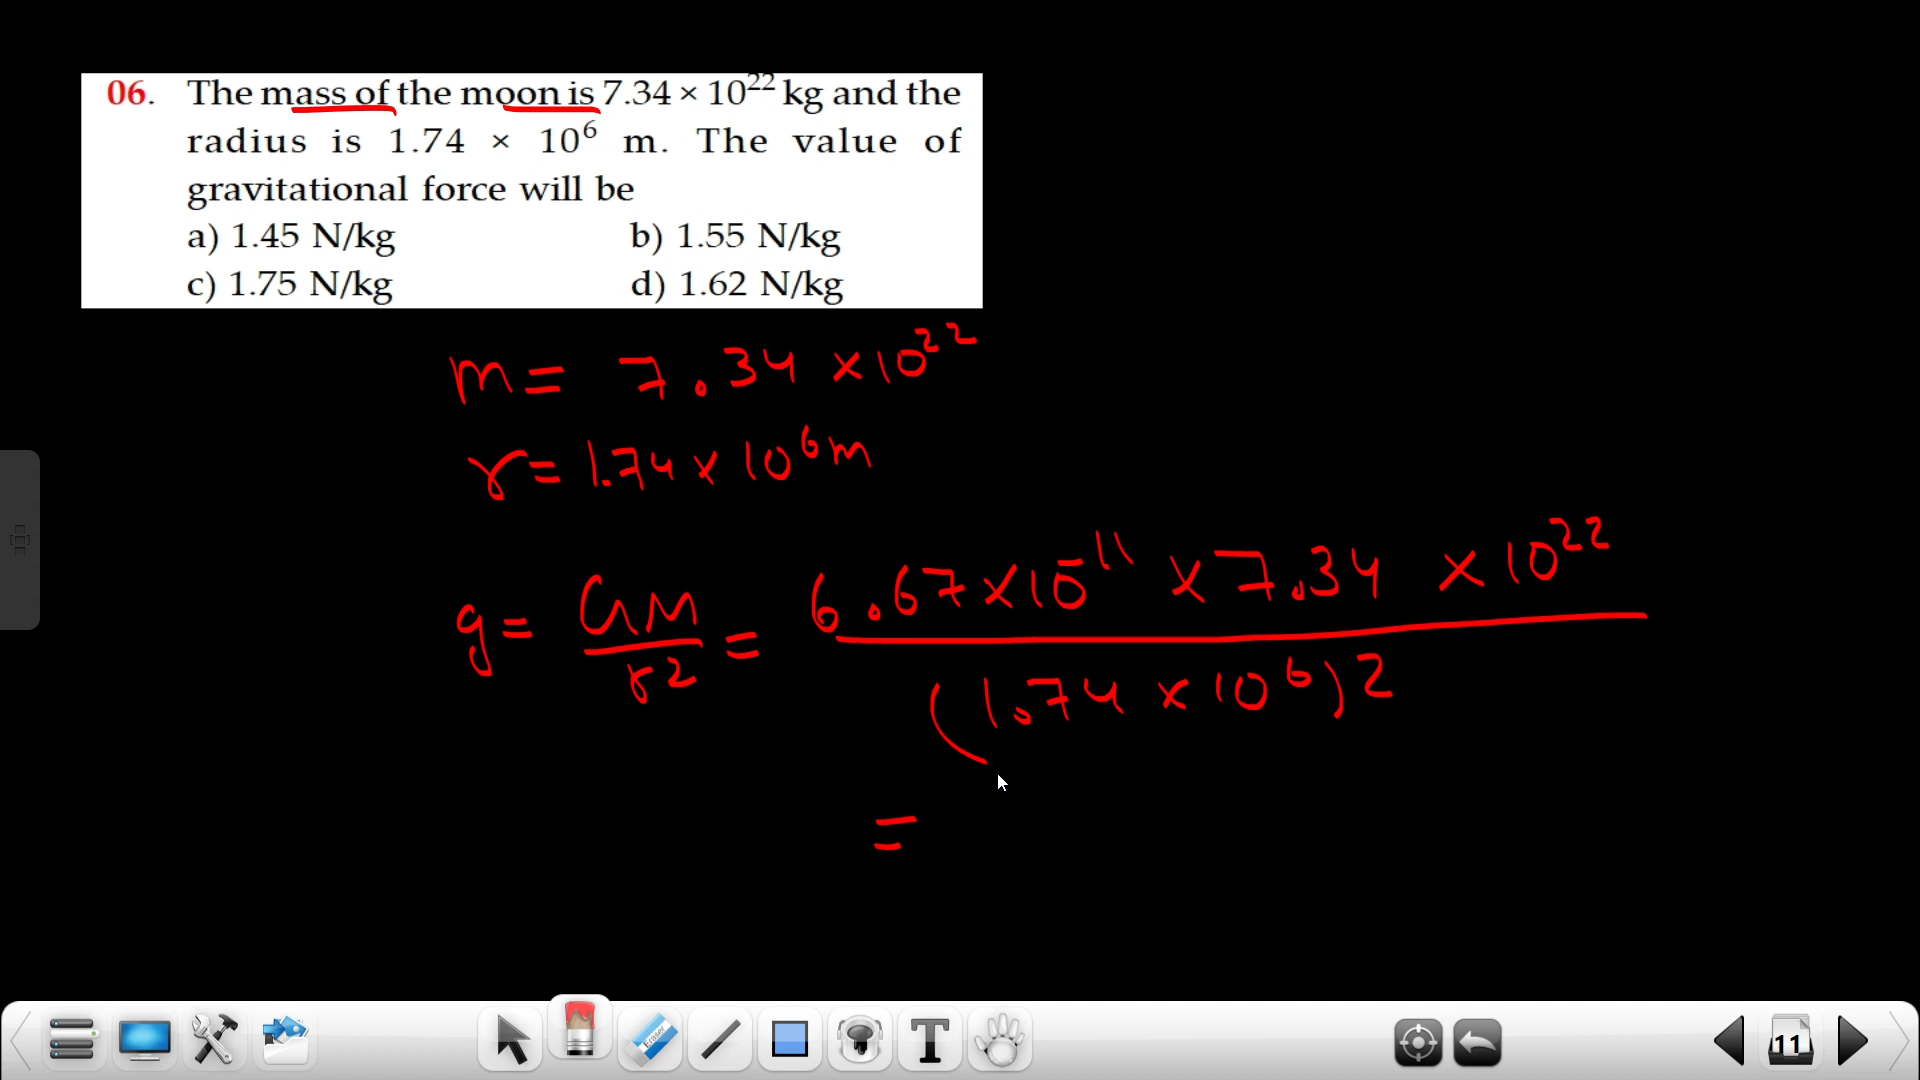 06. The mass of the moon is 7.34 × 10²² kg and the
radius is 1.74 × 10⁶ m. The value of
gravitational force will be
a) 1.45 N/kg b) 1.55 N/kg
c) 1.75 N/kg d) 1.62 N/kg
m = 7.34 × 10²²
r = 1.74 × 10⁶ m
g = GM/r² = 6.67 × 10⁻¹¹ × 7.34 × 10²² / (1.74 × 10⁶)2
=
Eraser
T
11